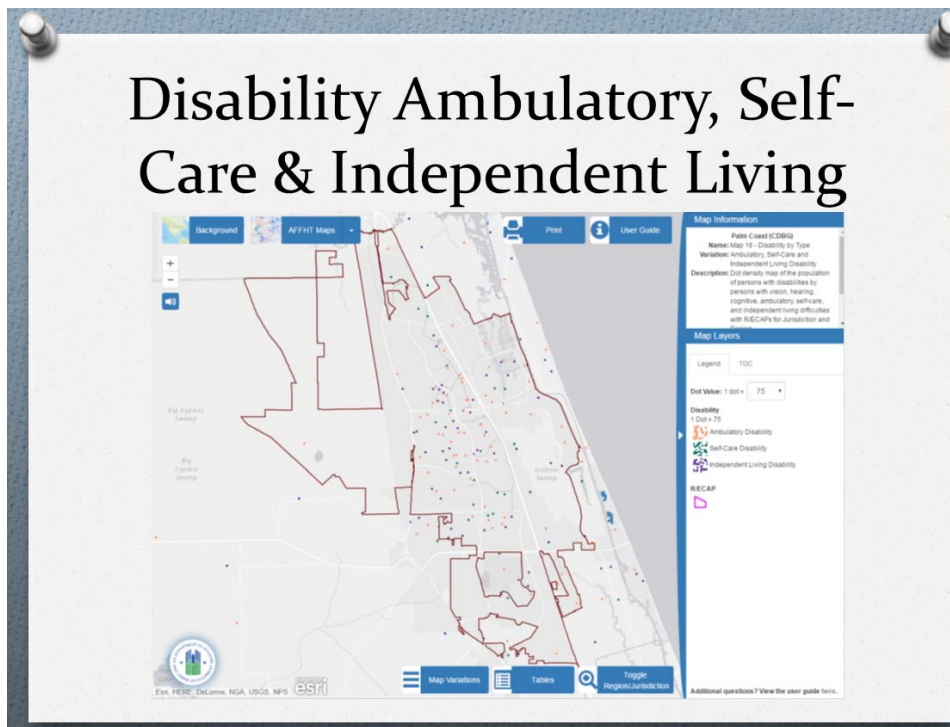 Disability Ambulatory, Self-
Care & Independent Living
Background
AFFHT Maps
Print
User Guide
Map Information
Palm Coast (CDBG)
Name: Map 16 - Disability by Type
Variation: Ambulatory, Self-Care and
Independent Living Disability
Description: Dot density map of the population
of persons with disabilities by
persons with vision, hearing,
cognitive, ambulatory, self-care,
and independent living difficulties
with R/ECAPs for Jurisdiction and
Region
Map Layers
Legend
TOC
Dot Value: 1 dot = 75
Disability
1 Dot = 75
Ambulatory Disability
Self-Care Disability
Independent Living Disability
R/ECAP
+
−
Big Cypress
Swamp
Big
Cypress
Swamp
Graham
Swamp
Esri, HERE, DeLorme, NGA, USGS, NPS
esri
Map Variations
Tables
Toggle
Region/Jurisdiction
Additional questions? View the user guide here.